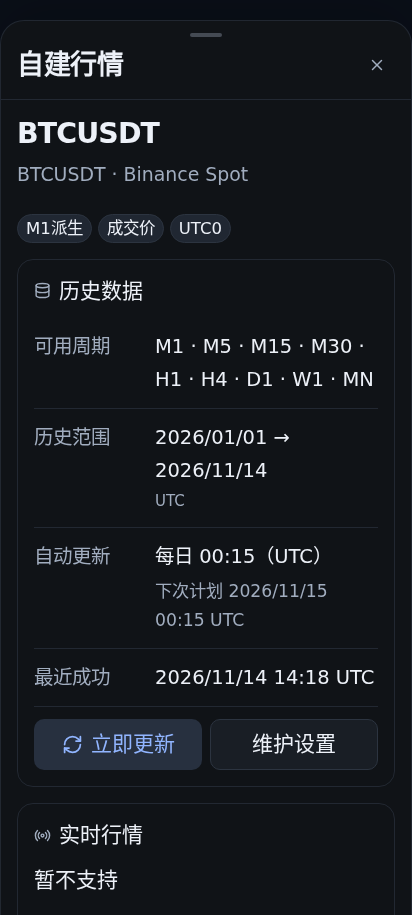 自建行情
BTCUSDT
BTCUSDT · Binance Spot
M1派生 成交价 UTC0
历史数据
可用周期 M1 · M5 · M15 · M30 ·
H1 · H4 · D1 · W1 · MN
历史范围 2026/01/01 →
2026/11/14
UTC
自动更新 每日 00:15（UTC）
下次计划 2026/11/15
00:15 UTC
最近成功 2026/11/14 14:18 UTC
立即更新 维护设置
实时行情
暂不支持